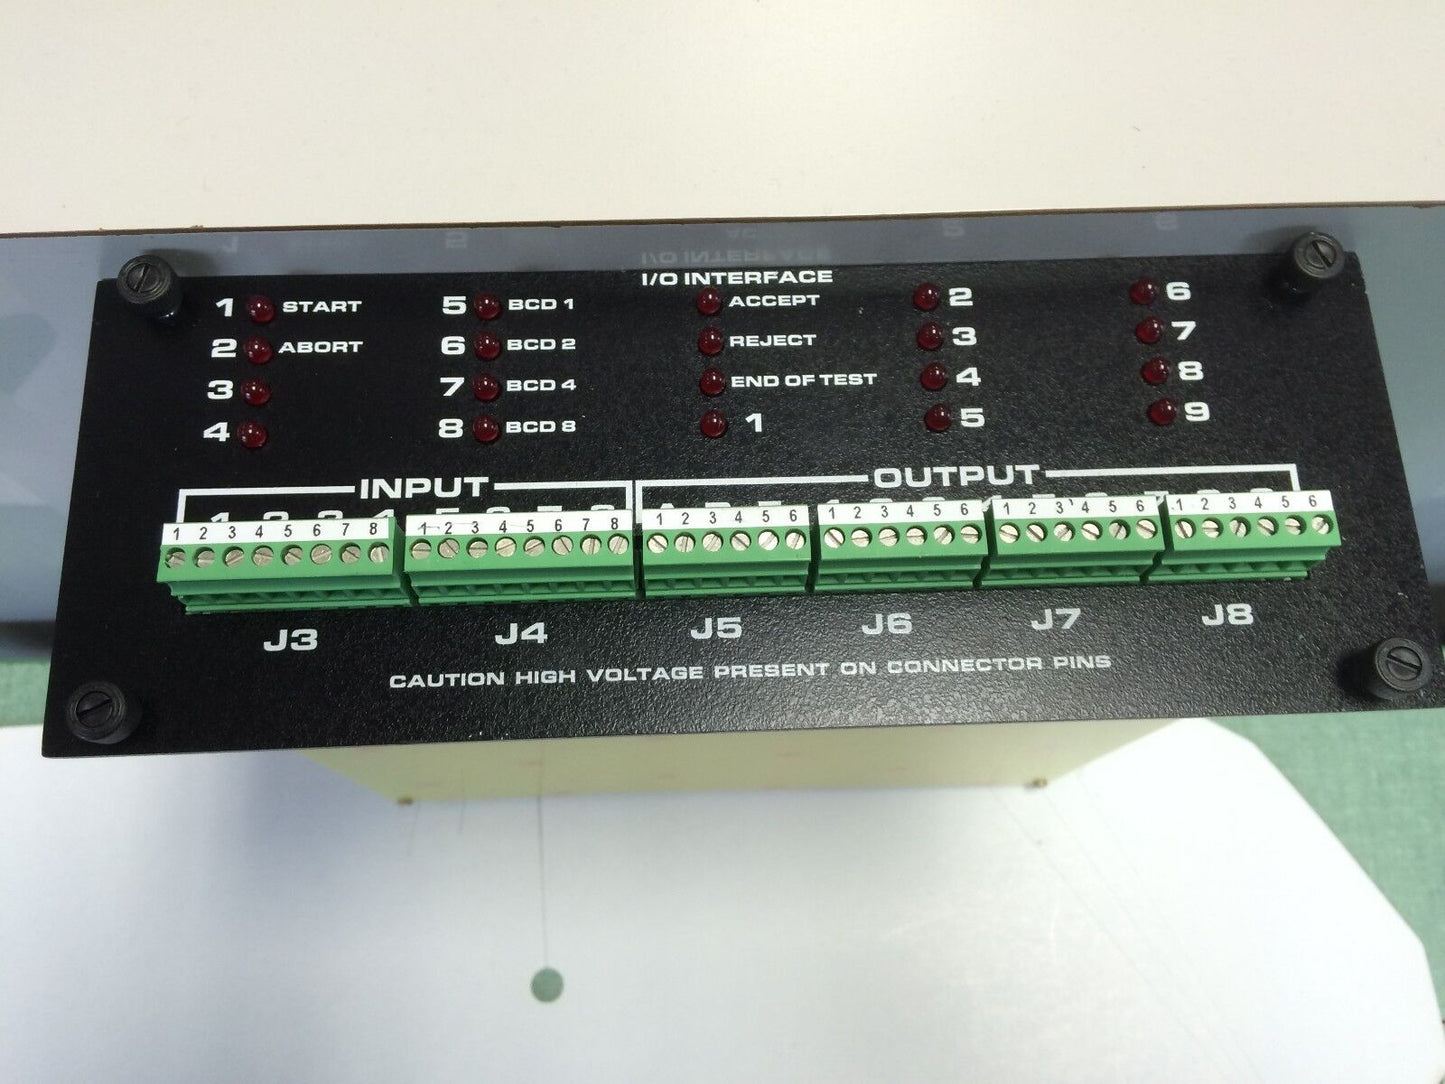 I/O INTERFACE
1 START 5 BCD 1 ACCEPT 2 6
2 ABORT 6 BCD 2 REJECT 3 7
3 7 BCD 4 END OF TEST 4 8
4 8 BCD 8 1 5 9
INPUT OUTPUT
1 2 3 4 5 6 7 8 1 2 3 4 5 6 7 8 1 2 3 4 5 6 1 2 3 4 5 6 1 2 3 4 5 6 1 2 3 4 5 6
J3 J4 J5 J6 J7 J8
CAUTION HIGH VOLTAGE PRESENT ON CONNECTOR PINS